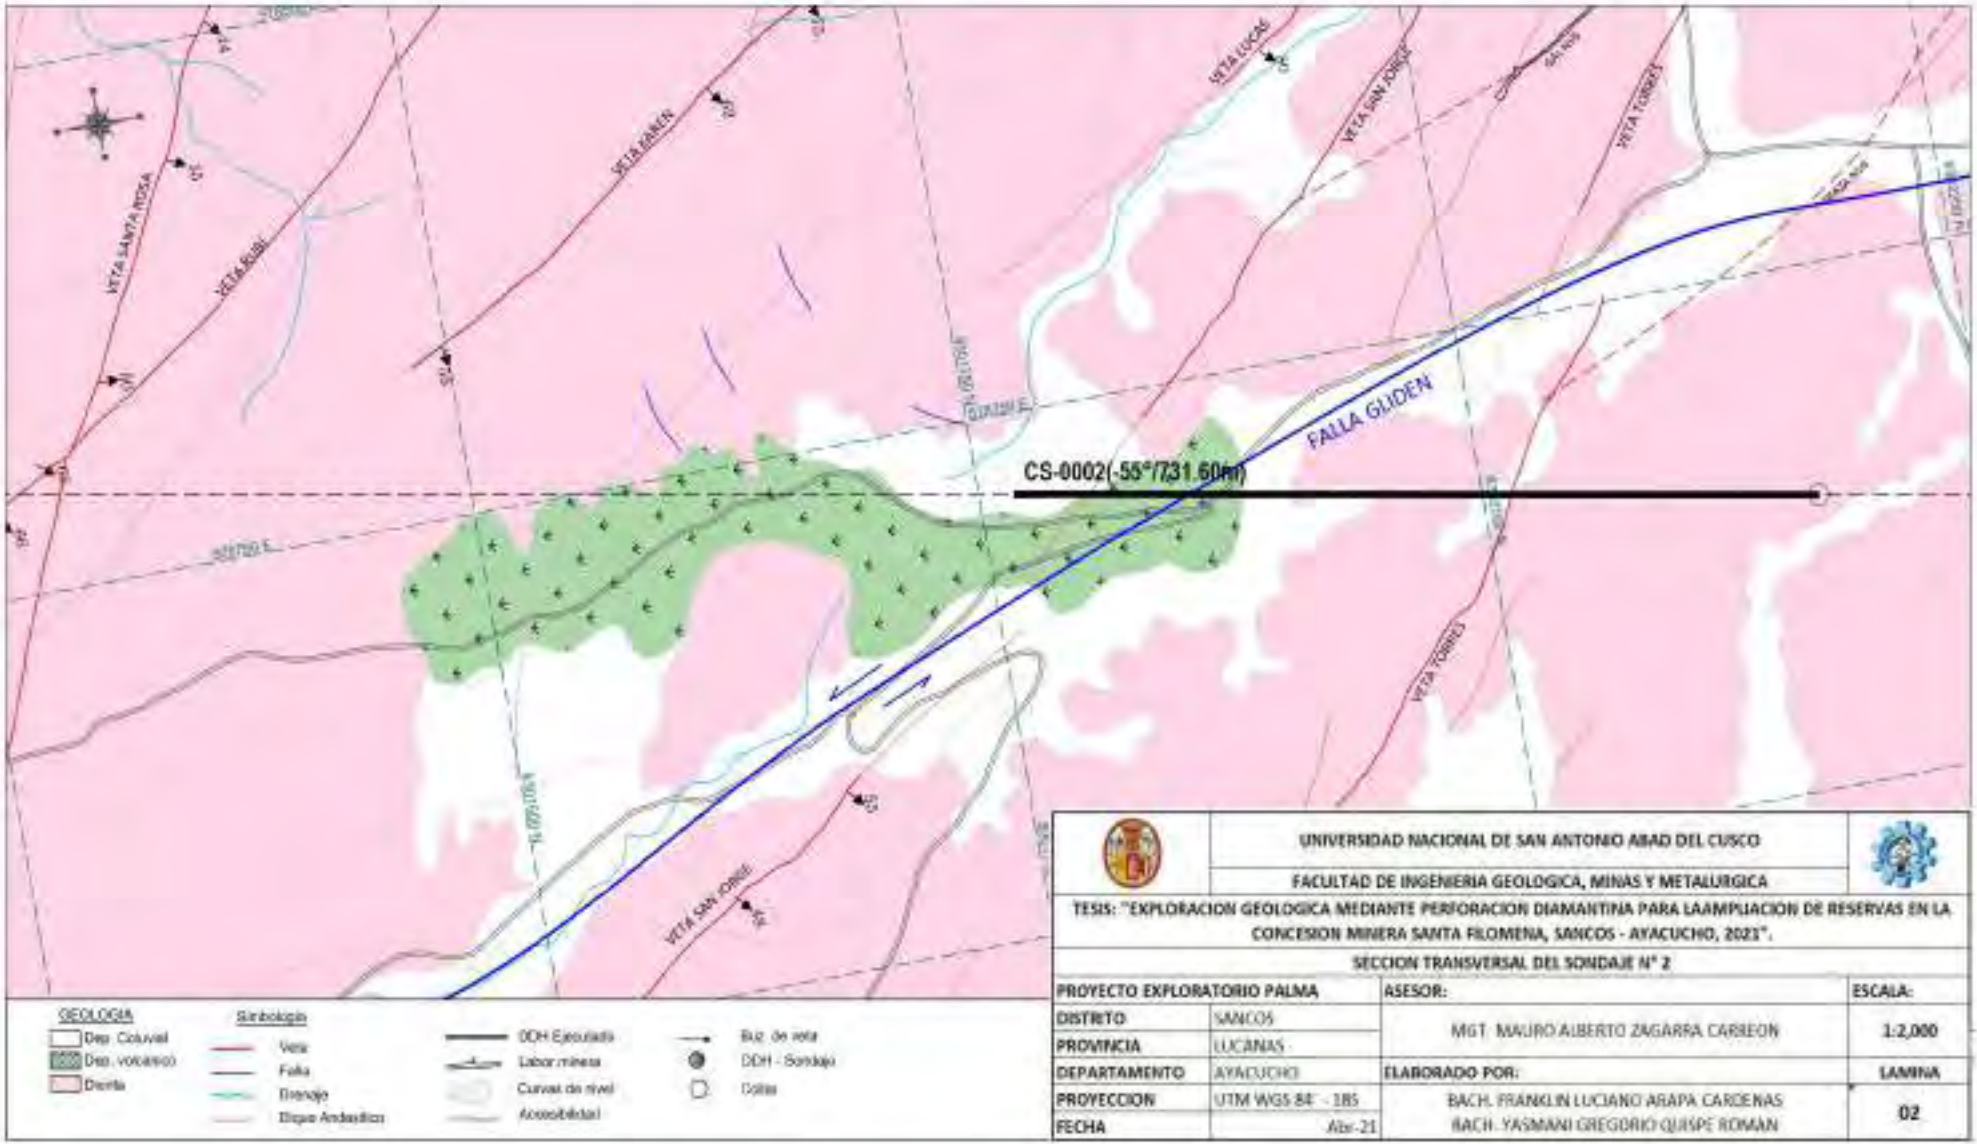 VETA LUCAS
VETA SAN JORGE
VETA TORRES
VETA KAREN
VETA SANTA ROSA
VETA RUBI
FALLA GLIDEN
CS-0002(-55°/731.60m)
VETA TORRES
VETA SAN JORGE
GEOLOGIA
Dep. Coluvial
Dep. volcanico
Diorita
Simbologia
Veta
Falla
Drenaje
Dique Andesitico
DDH Ejecutado
Labor minera
Curvas de nivel
Accesibilidad
Buz. de veta
DDH - Sondaje
Collar
UNIVERSIDAD NACIONAL DE SAN ANTONIO ABAD DEL CUSCO
FACULTAD DE INGENIERIA GEOLOGICA, MINAS Y METALURGICA
TESIS: "EXPLORACION GEOLOGICA MEDIANTE PERFORACION DIAMANTINA PARA LAAMPLIACION DE RESERVAS EN LA
CONCESION MINERA SANTA FILOMENA, SANCOS - AYACUCHO, 2021".
SECCION TRANSVERSAL DEL SONDAJE N° 2
PROYECTO EXPLORATORIO PALMA
ASESOR:
ESCALA:
DISTRITO SANCOS
MGT. MAURO ALBERTO ZAGARRA CARREON
1:2,000
PROVINCIA LUCANAS
DEPARTAMENTO AYACUCHO
ELABORADO POR:
LAMINA
PROYECCION UTM WGS 84 - 18S
BACH. FRANKLIN LUCIANO ARAPA CARDENAS
02
FECHA Abr-21
BACH. YASMANI GREGORIO QUISPE ROMAN